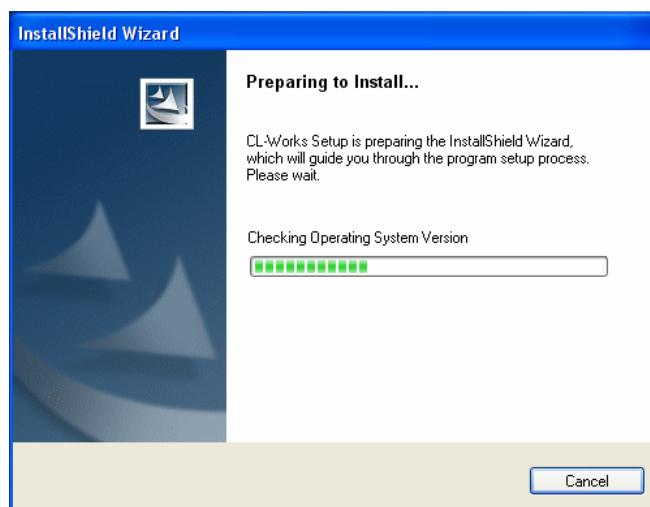 InstallShield Wizard
Preparing to Install...
CL-Works Setup is preparing the InstallShield Wizard,
which will guide you through the program setup process.
Please wait.
Checking Operating System Version
Cancel